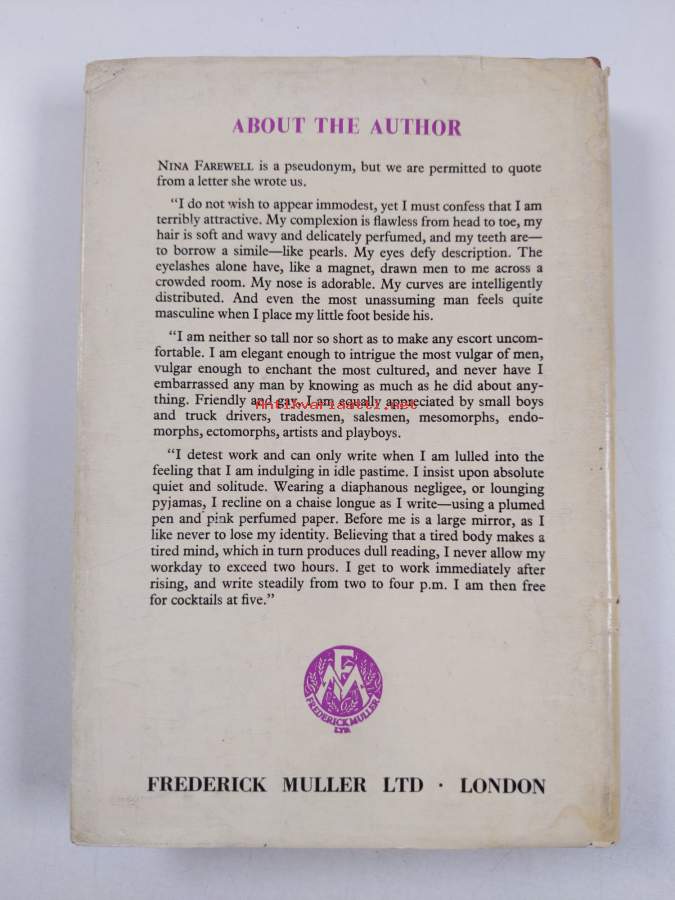 ABOUT THE AUTHOR
NINA FAREWELL is a pseudonym, but we are permitted to quote
from a letter she wrote us.
"I do not wish to appear immodest, yet I must confess that I am
terribly attractive. My complexion is flawless from head to toe, my
hair is soft and wavy and delicately perfumed, and my teeth are—
to borrow a simile—like pearls. My eyes defy description. The
eyelashes alone have, like a magnet, drawn men to me across a
crowded room. My nose is adorable. My curves are intelligently
distributed. And even the most unassuming man feels quite
masculine when I place my little foot beside his.
"I am neither so tall nor so short as to make any escort uncom-
fortable. I am elegant enough to intrigue the most vulgar of men,
vulgar enough to enchant the most cultured, and never have I
embarrassed any man by knowing as much as he did about any-
thing. Friendly and gay, I am equally appreciated by small boys
Antikvariaatti.net
and truck drivers, tradesmen, salesmen, mesomorphs, endo-
morphs, ectomorphs, artists and playboys.
"I detest work and can only write when I am lulled into the
feeling that I am indulging in idle pastime. I insist upon absolute
quiet and solitude. Wearing a diaphanous negligee, or lounging
pyjamas, I recline on a chaise longue as I write—using a plumed
pen and pink perfumed paper. Before me is a large mirror, as I
like never to lose my identity. Believing that a tired body makes a
tired mind, which in turn produces dull reading, I never allow my
workday to exceed two hours. I get to work immediately after
rising, and write steadily from two to four p.m. I am then free
for cocktails at five."
FM
FREDERICK MULLER
LTD
FREDERICK MULLER LTD · LONDON